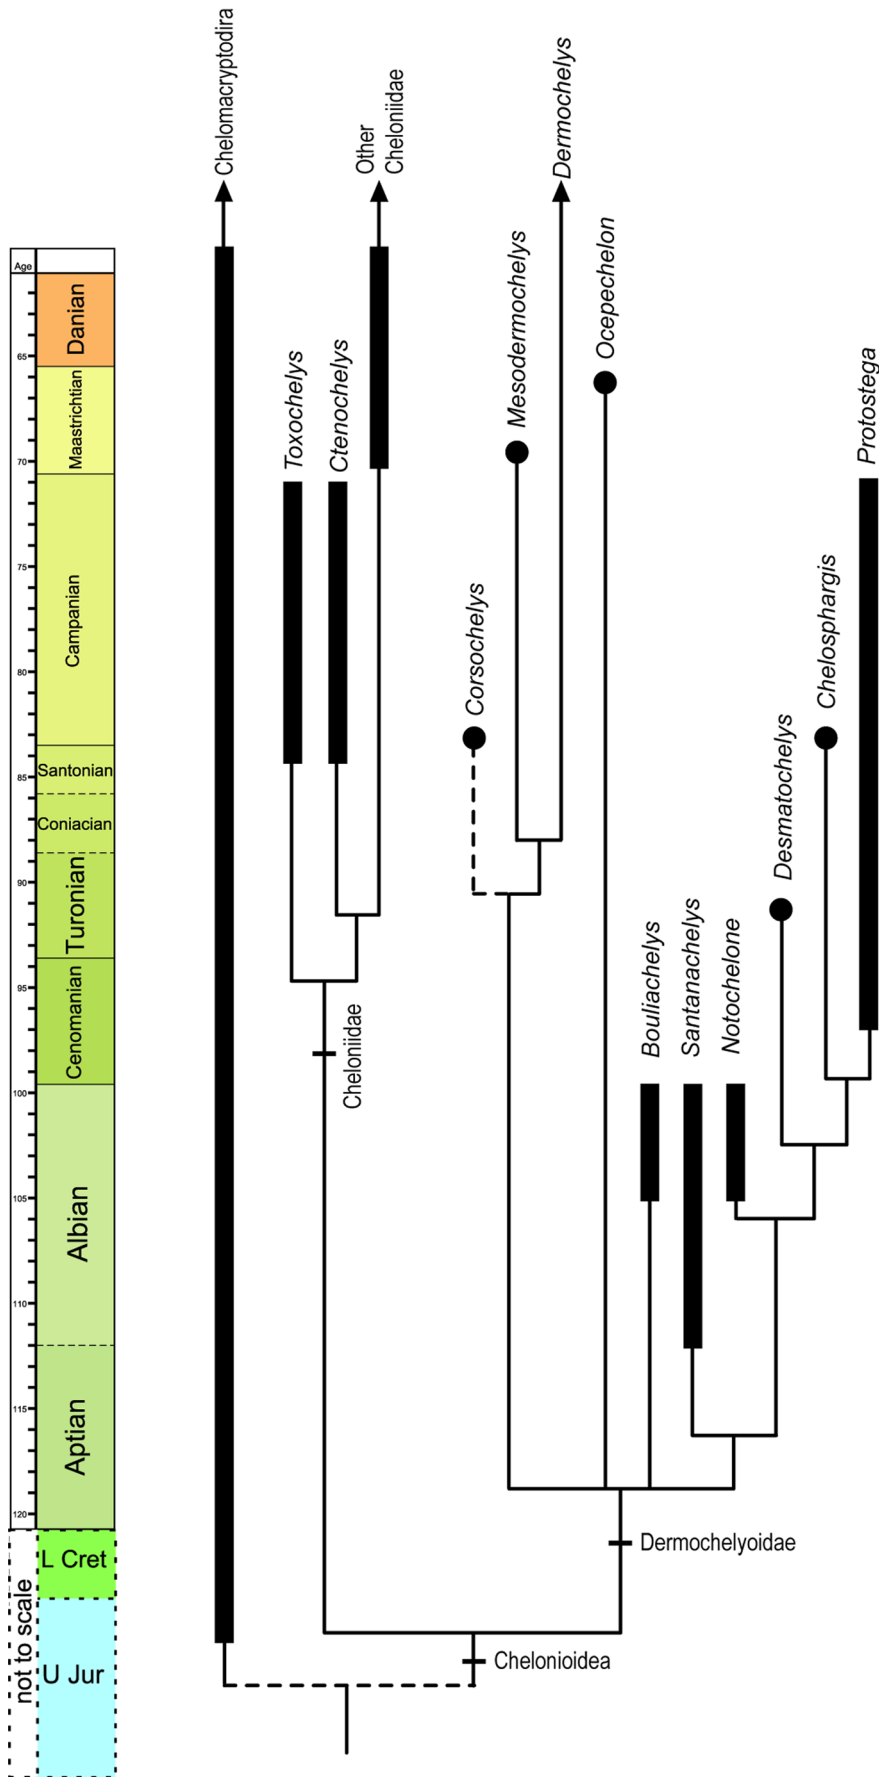 Chelomacryptodira
Other
Cheloniidae
Dermochelys
Mesodermochelys
Ocepechelon
Toxochelys
Ctenochelys
Protostega
Corsochelys
Chelosphargis
Desmatochelys
Bouliachelys
Santanachelys
Notochelone
Cheloniidae
Dermochelyoidae
Chelonioidea
Age
65
70
75
80
85
90
95
100
105
110
115
120
Danian
Maastrichtian
Campanian
Santonian
Coniacian
Turonian
Cenomanian
Albian
Aptian
L Cret
U Jur
not to scale